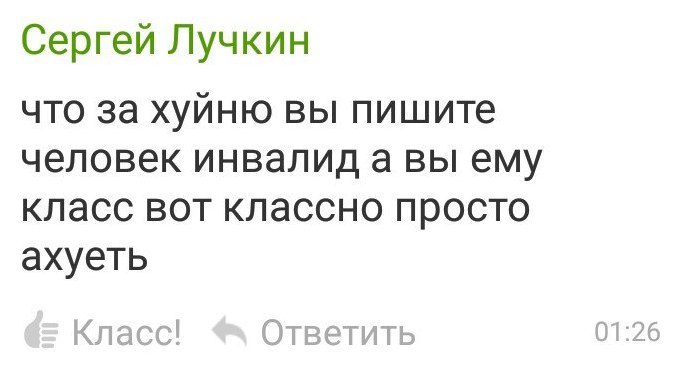 Сергей Лучкин
что за хуйню вы пишите
человек инвалид а вы ему
класс вот классно просто
ахуеть
Класс! Ответить 01:26